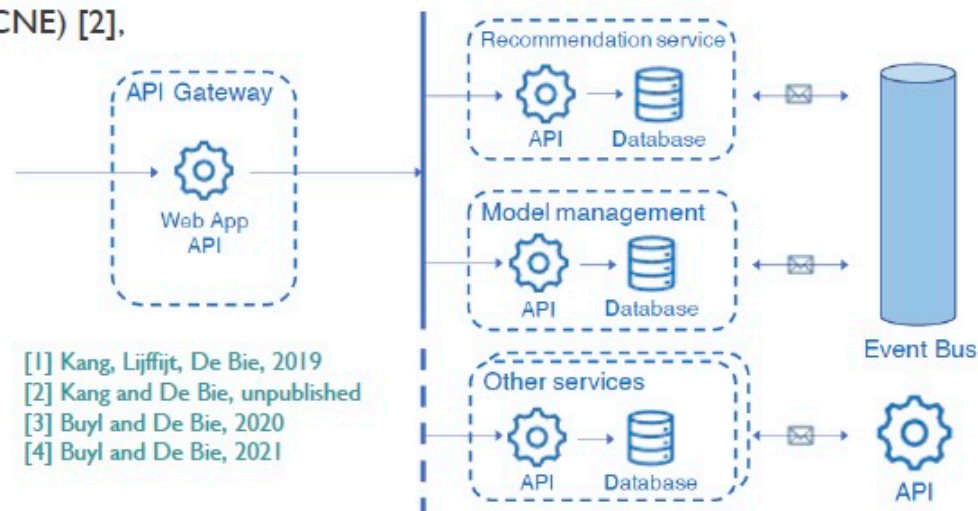 CNE) [2],
API Gateway
Web App
API
[1] Kang, Lijffijt, De Bie, 2019
[2] Kang and De Bie, unpublished
[3] Buyl and De Bie, 2020
[4] Buyl and De Bie, 2021
Recommendation service
API
Database
Model management
API
Database
Other services
API
Database
Event Bus
API